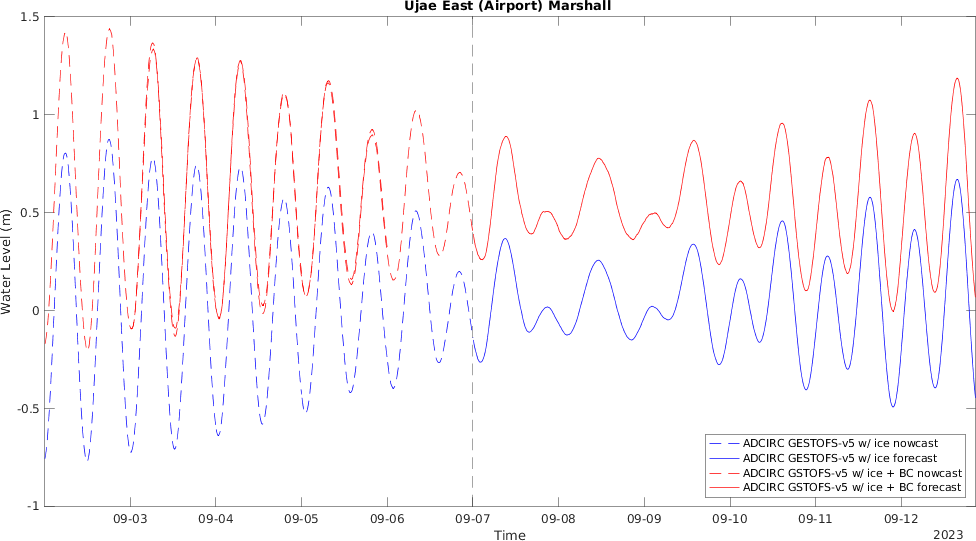 Ujae East (Airport) Marshall
Water Level (m)
1.5
1
0.5
0
-0.5
-1
09-03 09-04 09-05 09-06 09-07 09-08 09-09 09-10 09-11 09-12
Time
2023
ADCIRC GESTOFS-v5 w/ ice nowcast
ADCIRC GESTOFS-v5 w/ ice forecast
ADCIRC GSTOFS-v5 w/ ice + BC nowcast
ADCIRC GSTOFS-v5 w/ ice + BC forecast